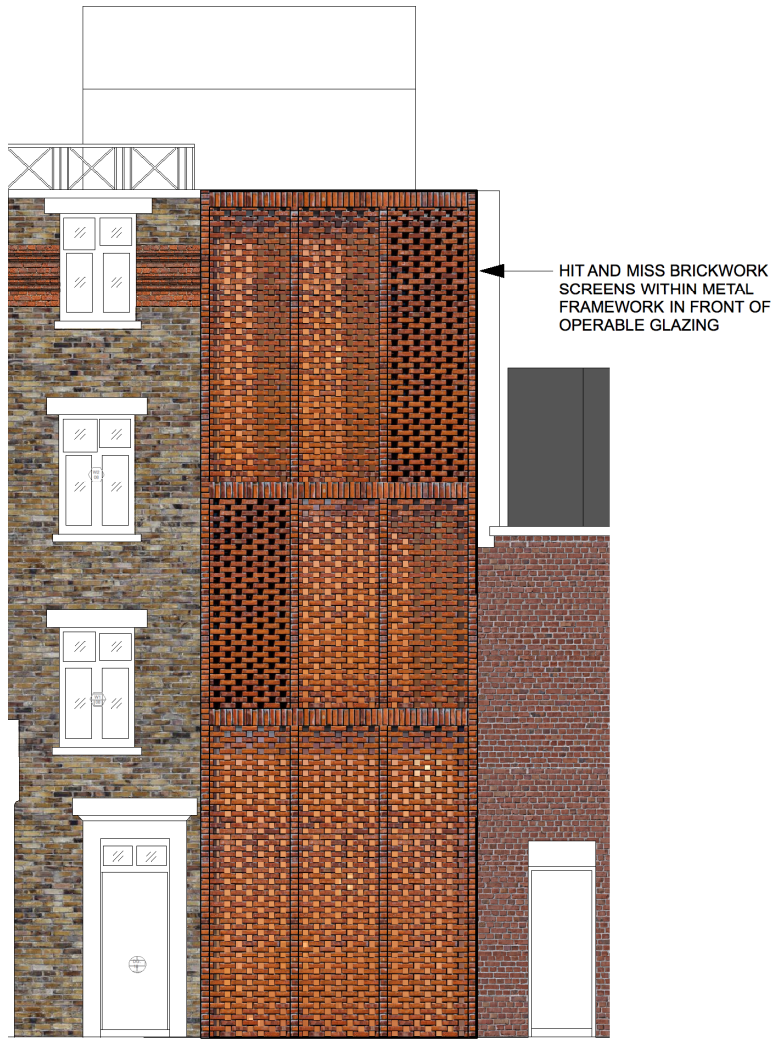 HIT AND MISS BRICKWORK
SCREENS WITHIN METAL
FRAMEWORK IN FRONT OF
OPERABLE GLAZING